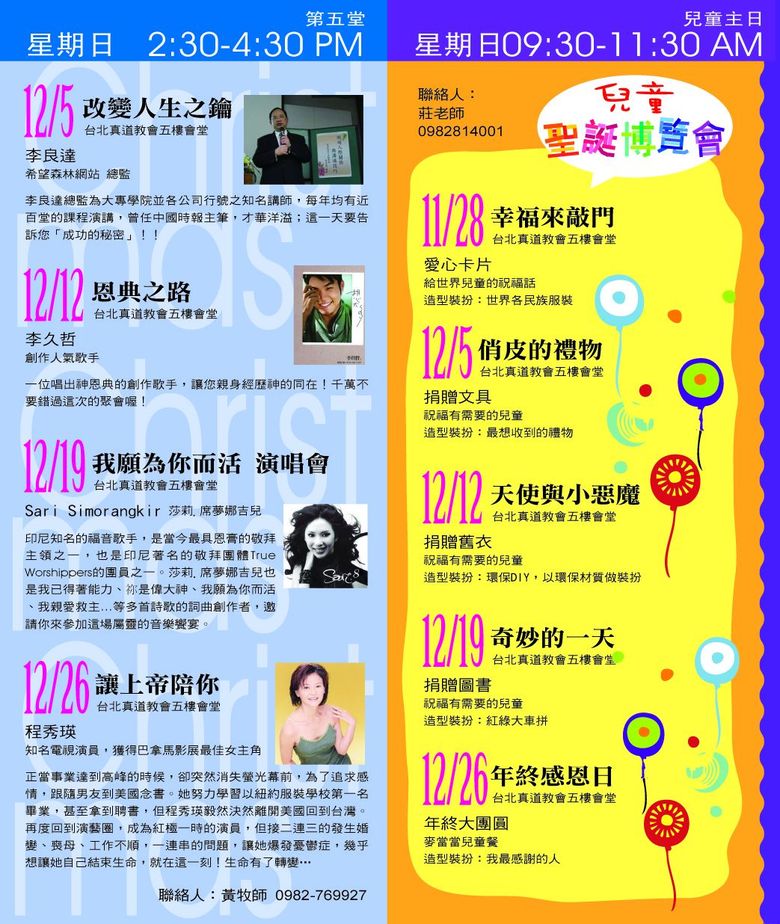 第五堂
星期日 2:30-4:30 PM
12/5 改變人生之鑰
台北真道教會五樓會堂
李良達
希望森林網站 總監
李良達總監為大專學院並各公司行號之知名講師，每年均有近
百堂的課程演講，曾任中國時報主筆，才華洋溢；這一天要告
訴您「成功的秘密」！！
12/12 恩典之路
台北真道教會五樓會堂
李久哲
創作人氣歌手
一位唱出神恩典的創作歌手，讓您親身經歷神的同在！千萬不
要錯過這次的聚會喔！
12/19 我願為你而活 演唱會
台北真道教會五樓會堂
Sari Simorangkir 莎莉.席夢娜吉兒
印尼知名的福音歌手，是當今最具恩膏的敬拜
主領之一，也是印尼著名的敬拜團體True
Worshippers的團員之一。莎莉.席夢娜吉兒也
是我已得著能力、祢是偉大神、我願為你而活
、我親愛救主...等多首詩歌的詞曲創作者，邀
請你來參加這場屬靈的音樂饗宴。
12/26 讓上帝陪你
台北真道教會五樓會堂
程秀瑛
知名電視演員，獲得巴拿馬影展最佳女主角
正當事業達到高峰的時候，卻突然消失螢光幕前，為了追求感
情，跟隨男友到美國念書。她努力學習以紐約服裝學校第一名
畢業，甚至拿到聘書，但程秀瑛毅然決然離開美國回到台灣。
再度回到演藝圈，成為紅極一時的演員，但接二連三的發生婚
變、喪母、工作不順，一連串的問題，讓她爆發憂鬱症，幾乎
想讓她自己結束生命，就在這一刻！生命有了轉變…
聯絡人：黃牧師 0982-769927
Christ
mas
Christ
mas
Christ
mas
兒童主日
星期日09:30-11:30 AM
聯絡人：
莊老師
0982814001
兒童
聖誕博覽會
11/28 幸福來敲門
台北真道教會五樓會堂
愛心卡片
給世界兒童的祝福話
造型裝扮：世界各民族服裝
12/5 俏皮的禮物
台北真道教會五樓會堂
捐贈文具
祝福有需要的兒童
造型裝扮：最想收到的禮物
12/12 天使與小惡魔
台北真道教會五樓會堂
捐贈舊衣
祝福有需要的兒童
造型裝扮：環保DIY，以環保材質做裝扮
12/19 奇妙的一天
台北真道教會五樓會堂
捐贈圖書
祝福有需要的兒童
造型裝扮：紅綠大車拼
12/26 年終感恩日
台北真道教會五樓會堂
年終大團圓
麥當當兒童餐
造型裝扮：我最感謝的人